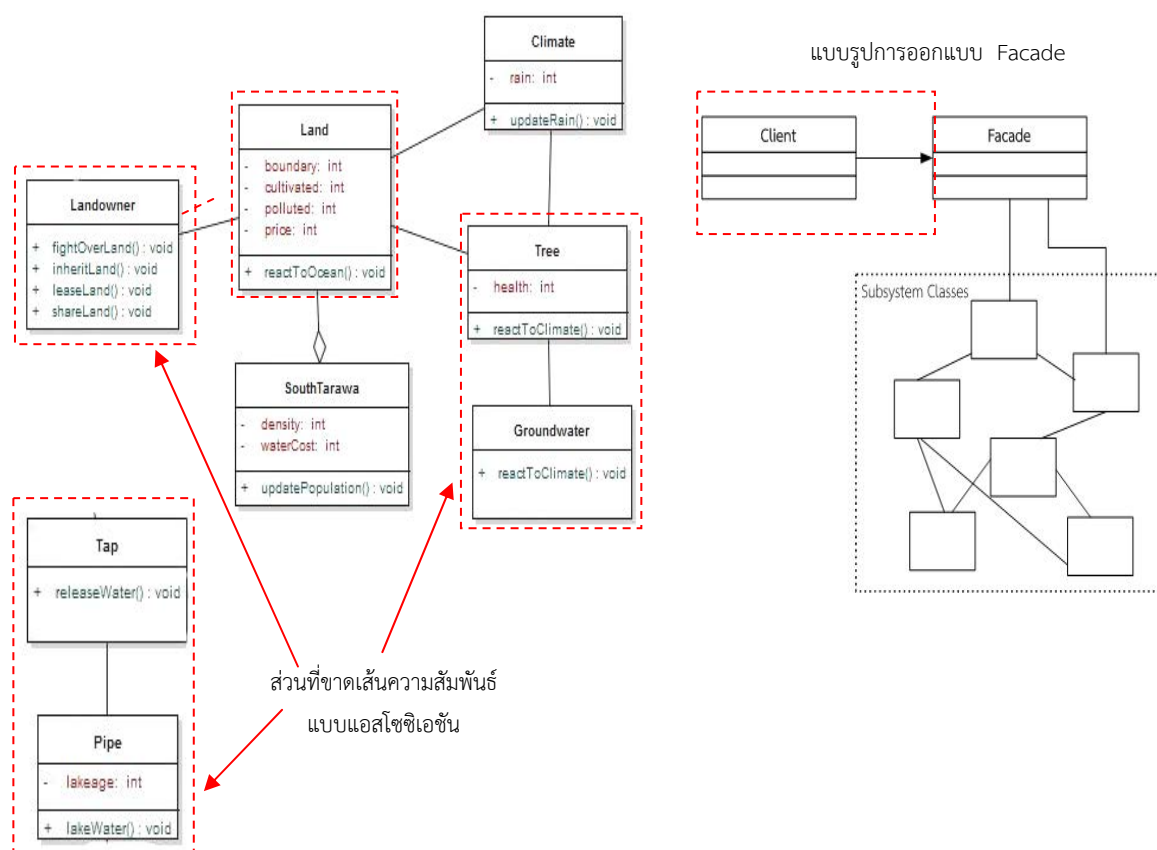 Climate
- rain: int
+ updateRain() : void
แบบรูปการออกแบบ Facade
Land
- boundary: int
- cultivated: int
- polluted: int
- price: int
+ reactToOcean() : void
Client
Facade
Landowner
+ fightOverLand() : void
+ inheritLand() : void
+ leaseLand() : void
+ shareLand() : void
Tree
- health: int
+ reactToClimate() : void
Subsystem Classes
SouthTarawa
- density: int
- waterCost: int
+ updatePopulation() : void
Groundwater
+ reactToClimate() : void
Tap
+ releaseWater() : void
ส่วนที่ขาดเส้นความสัมพันธ์
แบบแอสโซซิเอชัน
Pipe
- lakeage: int
+ lakeWater() : void